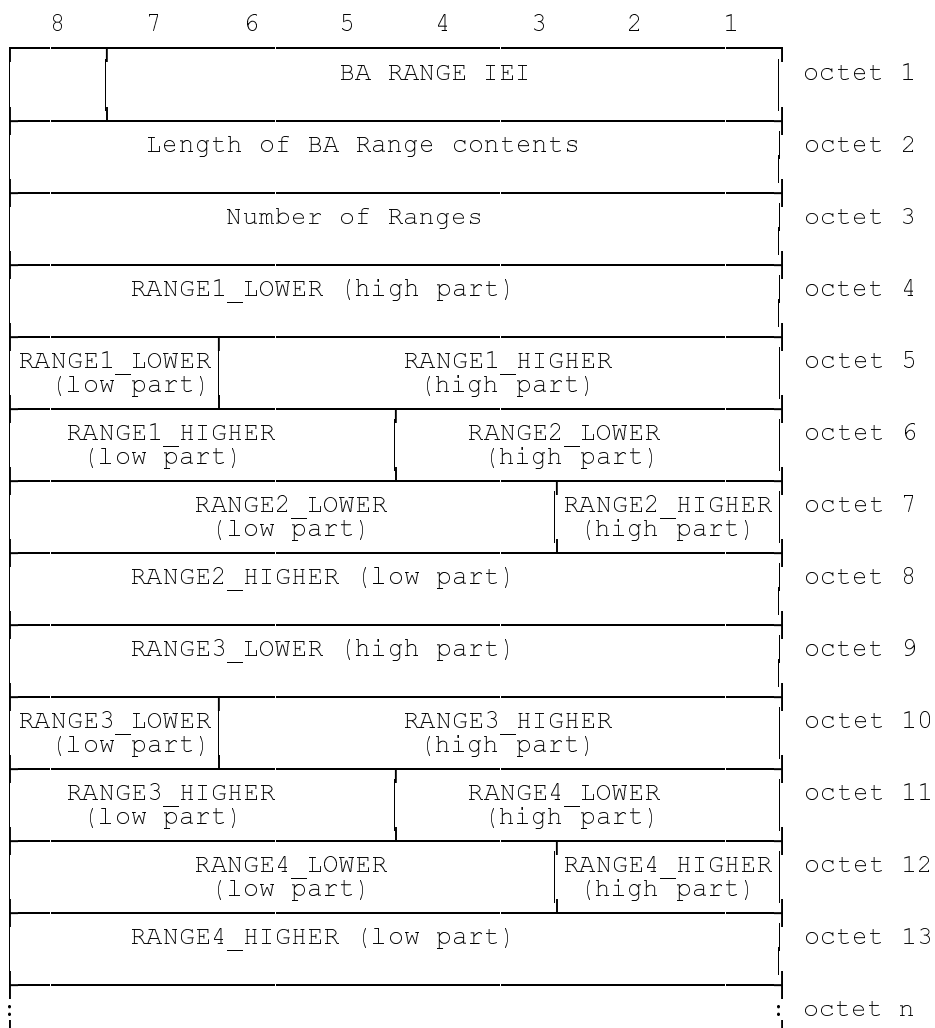 8 7 6 5 4 3 2 1
BA RANGE IEI octet 1
Length of BA Range contents octet 2
Number of Ranges octet 3
RANGE1_LOWER (high part) octet 4
RANGE1_LOWER RANGE1_HIGHER octet 5
(low part) (high part)
RANGE1_HIGHER RANGE2_LOWER octet 6
(low part) (high part)
RANGE2_LOWER RANGE2_HIGHER octet 7
(low part) (high part)
RANGE2_HIGHER (low part) octet 8
RANGE3_LOWER (high part) octet 9
RANGE3_LOWER RANGE3_HIGHER octet 10
(low part) (high part)
RANGE3_HIGHER RANGE4_LOWER octet 11
(low part) (high part)
RANGE4_LOWER RANGE4_HIGHER octet 12
(low part) (high part)
RANGE4_HIGHER (low part) octet 13
: : octet n